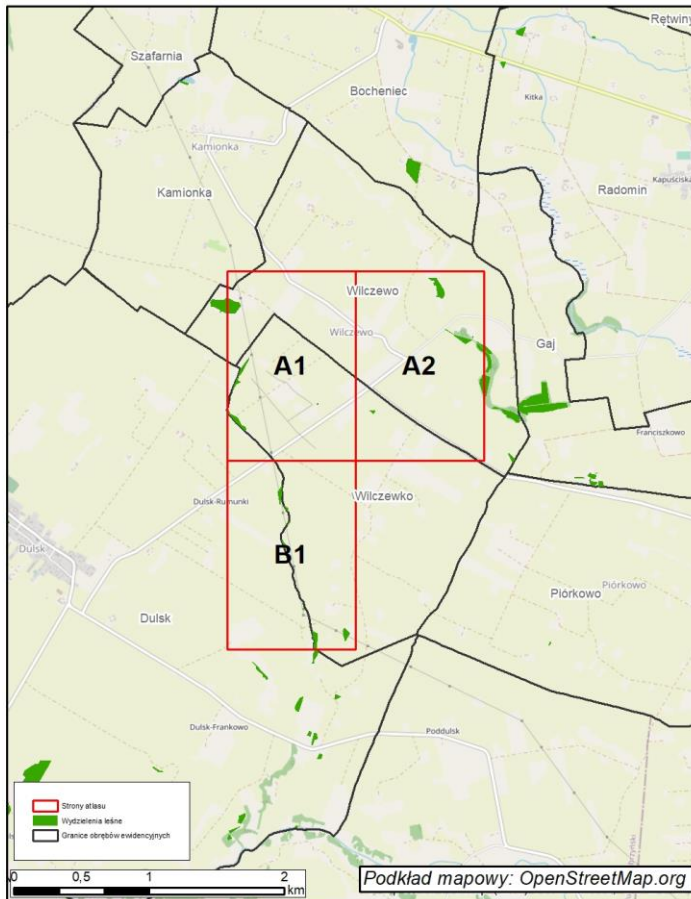 Rętwiny
Szafarnia
Bocheniec
Kitka
Kamionka
Kapuściska
Kamionka
Radomin
Wilczewo
Wilczewo
Gaj
A1
A2
Franciszkowo
Dulsk-Rumunki
Wilczewko
Dulsk
B1
Piórkowo
Piórkowo
Dulsk
Dulsk-Frankowo
Poddulsk
Strony atlasu
Wydzielenia leśne
Granice obrębów ewidencyjnych
0 0,5 1 2
km
Podkład mapowy: OpenStreetMap.org